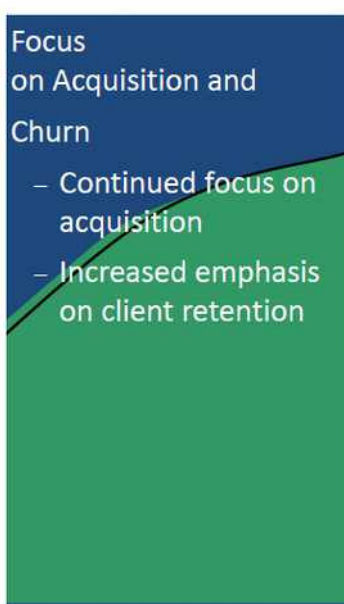 Focus
on Acquisition and
Churn
– Continued focus on
acquisition
– Increased emphasis
on client retention